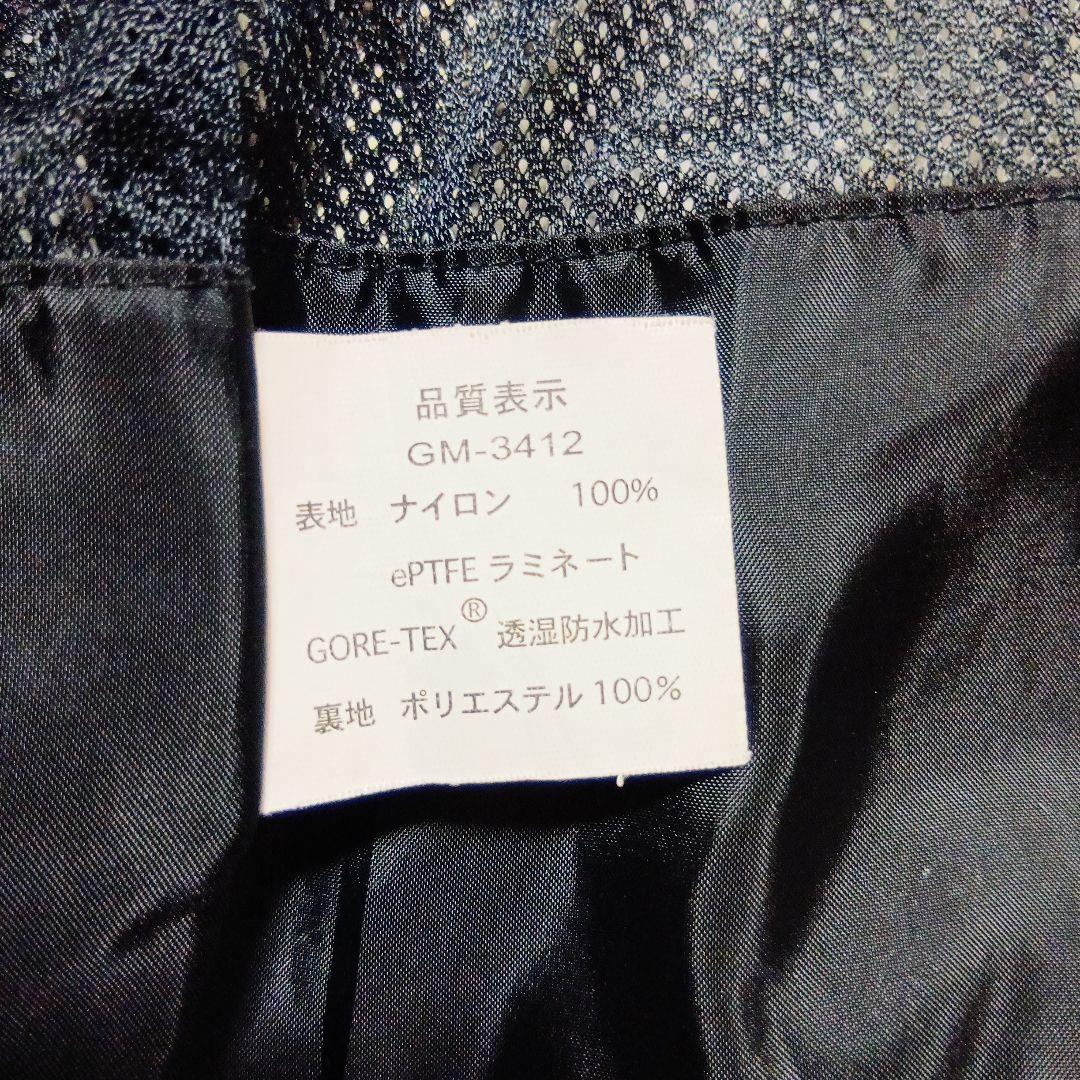 品質表示
GM-3412
表地 ナイロン 100%
ePTFE ラミネート
GORE-TEX® 透湿防水加工
裏地 ポリエステル 100%